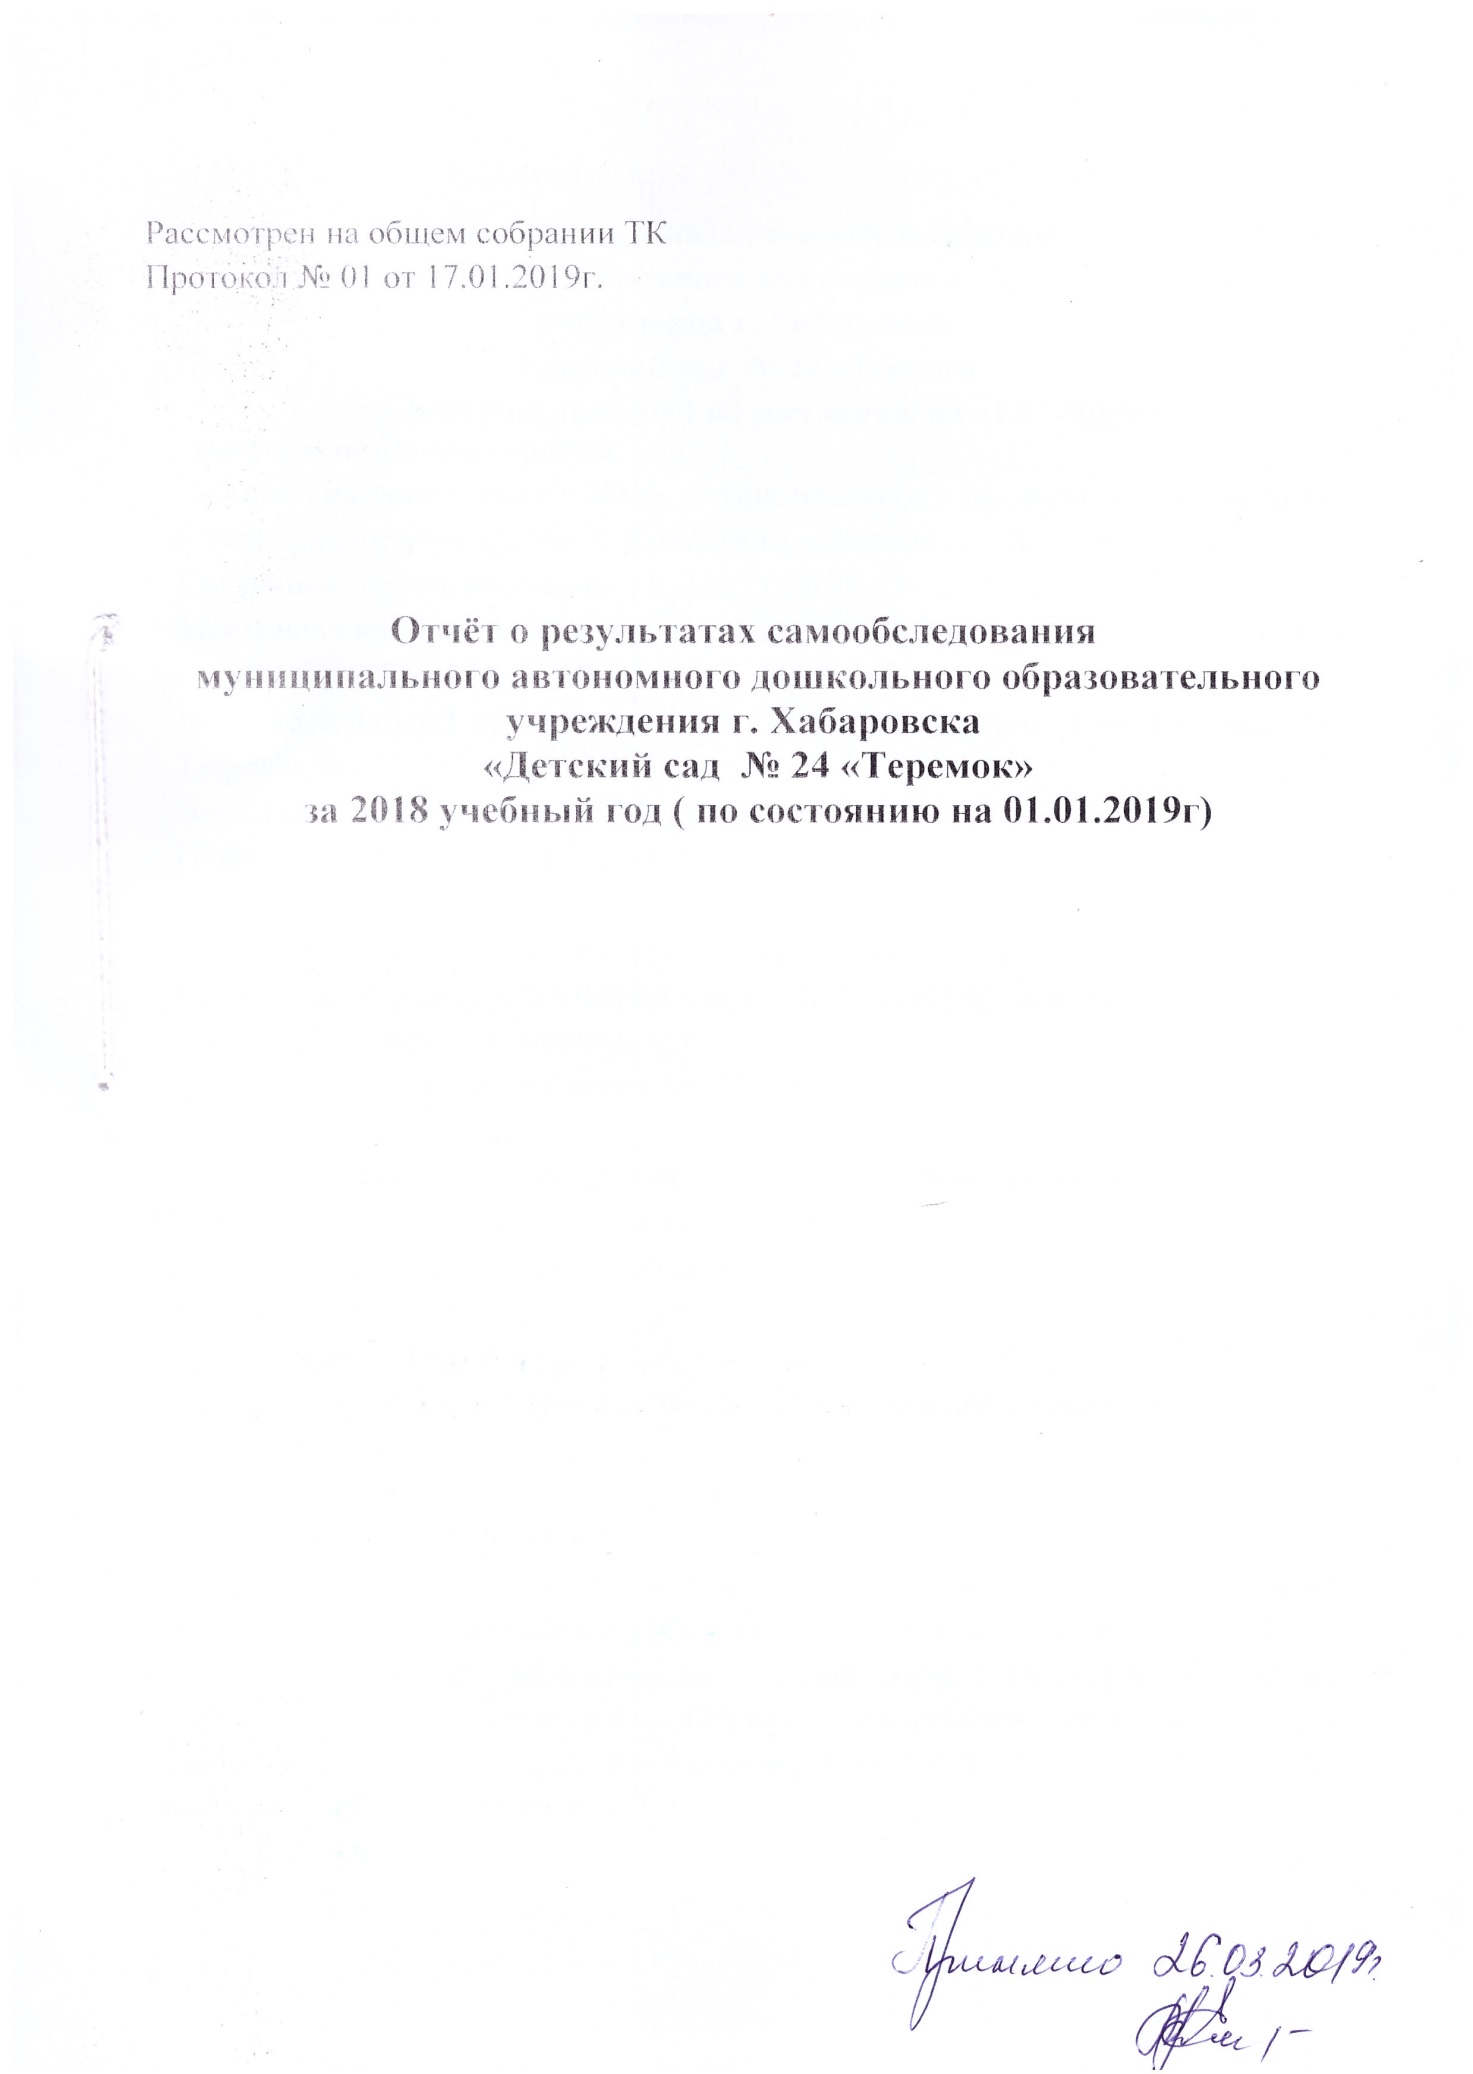 Рассмотрен на общем собрании ТК
Протокол № 01 от 17.01.2019г.
Отчёт о результатах самообследования
муниципального автономного дошкольного образовательного
учреждения г. Хабаровска
«Детский сад № 24 «Теремок»
за 2018 учебный год ( по состоянию на 01.01.2019г)
Принято 26.03.2019г.